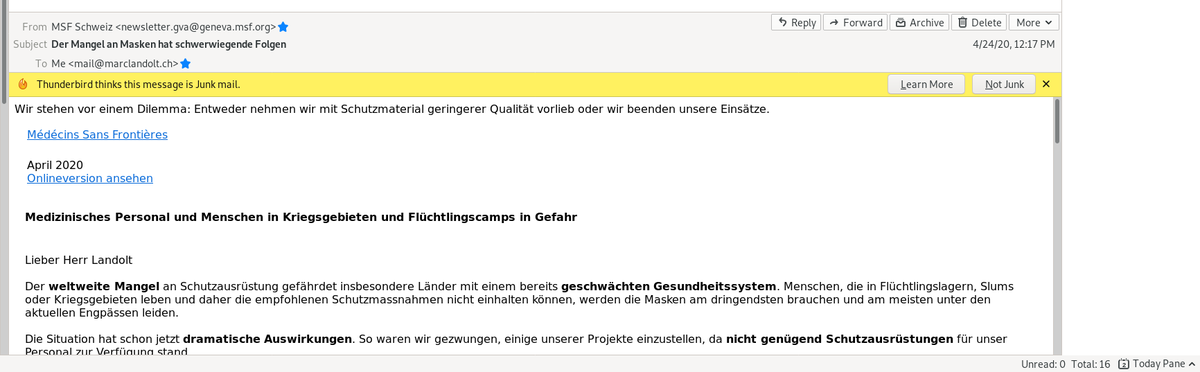 From MSF Schweiz <newsletter.gva@geneva.msf.org>
Reply Forward Archive Delete More
Subject Der Mangel an Masken hat schwerwiegende Folgen
4/24/20, 12:17 PM
To Me <mail@marclandolt.ch>
Thunderbird thinks this message is Junk mail.
Learn More Not Junk
Wir stehen vor einem Dilemma: Entweder nehmen wir mit Schutzmaterial geringerer Qualität vorlieb oder wir beenden unsere Einsätze.
Médécins Sans Frontières
April 2020
Onlineversion ansehen
Medizinisches Personal und Menschen in Kriegsgebieten und Flüchtlingscamps in Gefahr
Lieber Herr Landolt
Der weltweite Mangel an Schutzausrüstung gefährdet insbesondere Länder mit einem bereits geschwächten Gesundheitssystem. Menschen, die in Flüchtlingslagern, Slums
oder Kriegsgebieten leben und daher die empfohlenen Schutzmassnahmen nicht einhalten können, werden die Masken am dringendsten brauchen und am meisten unter den
aktuellen Engpässen leiden.
Die Situation hat schon jetzt dramatische Auswirkungen. So waren wir gezwungen, einige unserer Projekte einzustellen, da nicht genügend Schutzausrüstungen für unser
Personal zur Verfügung stand.
Unread: 0 Total: 16 Today Pane